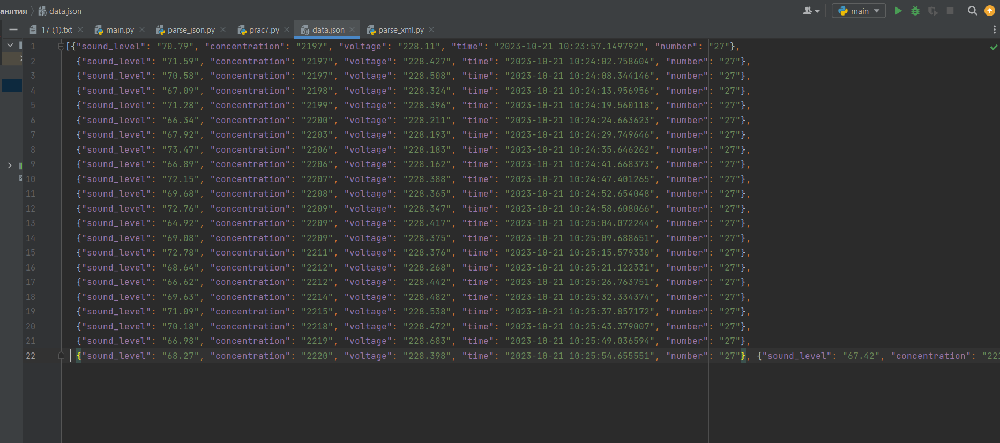 анятия data.json main
17 (1).txt main.py parse_json.py prac7.py data.json parse_xml.py
1 [{"sound_level": "70.79", "concentration": "2197", "voltage": "228.11", "time": "2023-10-21 10:23:57.149792", "number": "27"},
2 {"sound_level": "71.59", "concentration": "2197", "voltage": "228.427", "time": "2023-10-21 10:24:02.758604", "number": "27"},
3 {"sound_level": "70.58", "concentration": "2197", "voltage": "228.508", "time": "2023-10-21 10:24:08.344146", "number": "27"},
4 {"sound_level": "67.09", "concentration": "2198", "voltage": "228.324", "time": "2023-10-21 10:24:13.956956", "number": "27"},
5 {"sound_level": "71.28", "concentration": "2199", "voltage": "228.396", "time": "2023-10-21 10:24:19.560118", "number": "27"},
6 {"sound_level": "66.34", "concentration": "2200", "voltage": "228.211", "time": "2023-10-21 10:24:24.663623", "number": "27"},
7 {"sound_level": "67.92", "concentration": "2203", "voltage": "228.193", "time": "2023-10-21 10:24:29.749646", "number": "27"},
8 {"sound_level": "73.47", "concentration": "2206", "voltage": "228.183", "time": "2023-10-21 10:24:35.646262", "number": "27"},
9 {"sound_level": "66.89", "concentration": "2206", "voltage": "228.162", "time": "2023-10-21 10:24:41.668373", "number": "27"},
10 {"sound_level": "72.15", "concentration": "2207", "voltage": "228.388", "time": "2023-10-21 10:24:47.401265", "number": "27"},
11 {"sound_level": "69.68", "concentration": "2208", "voltage": "228.365", "time": "2023-10-21 10:24:52.654048", "number": "27"},
12 {"sound_level": "72.76", "concentration": "2209", "voltage": "228.347", "time": "2023-10-21 10:24:58.608066", "number": "27"},
13 {"sound_level": "64.92", "concentration": "2209", "voltage": "228.417", "time": "2023-10-21 10:25:04.072244", "number": "27"},
14 {"sound_level": "69.08", "concentration": "2209", "voltage": "228.375", "time": "2023-10-21 10:25:09.688651", "number": "27"},
15 {"sound_level": "72.78", "concentration": "2211", "voltage": "228.376", "time": "2023-10-21 10:25:15.579330", "number": "27"},
16 {"sound_level": "68.64", "concentration": "2212", "voltage": "228.268", "time": "2023-10-21 10:25:21.122331", "number": "27"},
17 {"sound_level": "66.62", "concentration": "2212", "voltage": "228.442", "time": "2023-10-21 10:25:26.763751", "number": "27"},
18 {"sound_level": "69.63", "concentration": "2214", "voltage": "228.482", "time": "2023-10-21 10:25:32.334374", "number": "27"},
19 {"sound_level": "71.09", "concentration": "2215", "voltage": "228.538", "time": "2023-10-21 10:25:37.857172", "number": "27"},
20 {"sound_level": "70.18", "concentration": "2218", "voltage": "228.472", "time": "2023-10-21 10:25:43.379007", "number": "27"},
21 {"sound_level": "66.98", "concentration": "2219", "voltage": "228.683", "time": "2023-10-21 10:25:49.036594", "number": "27"},
22 {"sound_level": "68.27", "concentration": "2220", "voltage": "228.398", "time": "2023-10-21 10:25:54.655551", "number": "27"}, {"sound_level": "67.42", "concentration":